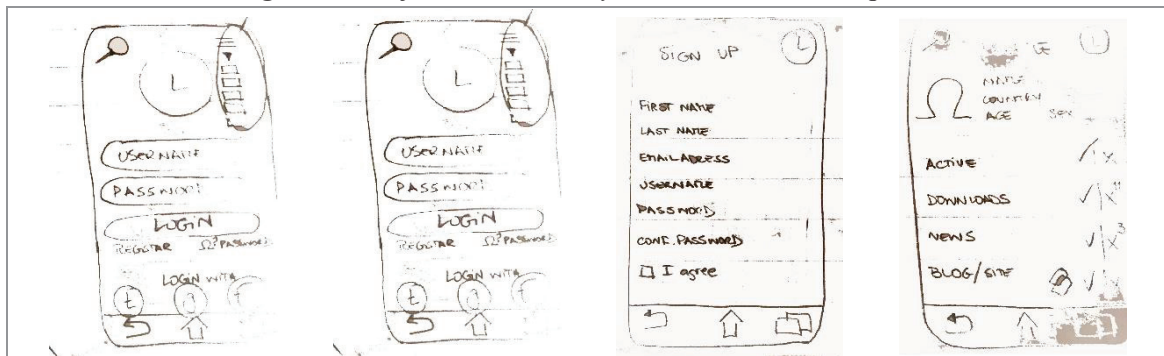 L
USERNAME
PASSWORD
LOGIN
REGISTAR
PASSWORD
LOGIN WITH
t
L
USERNAME
PASSWORD
LOGIN
REGISTAR
PASSWORD
LOGIN WITH
t
SIGN UP
FIRST NAME
LAST NAME
EMAIL ADDRESS
USERNAME
PASSWORD
CONF. PASSWORD
I agree
NAME
COUNTRY
AGE
SEX
ACTIVE
DOWNLOADS
NEWS
BLOG/SITE